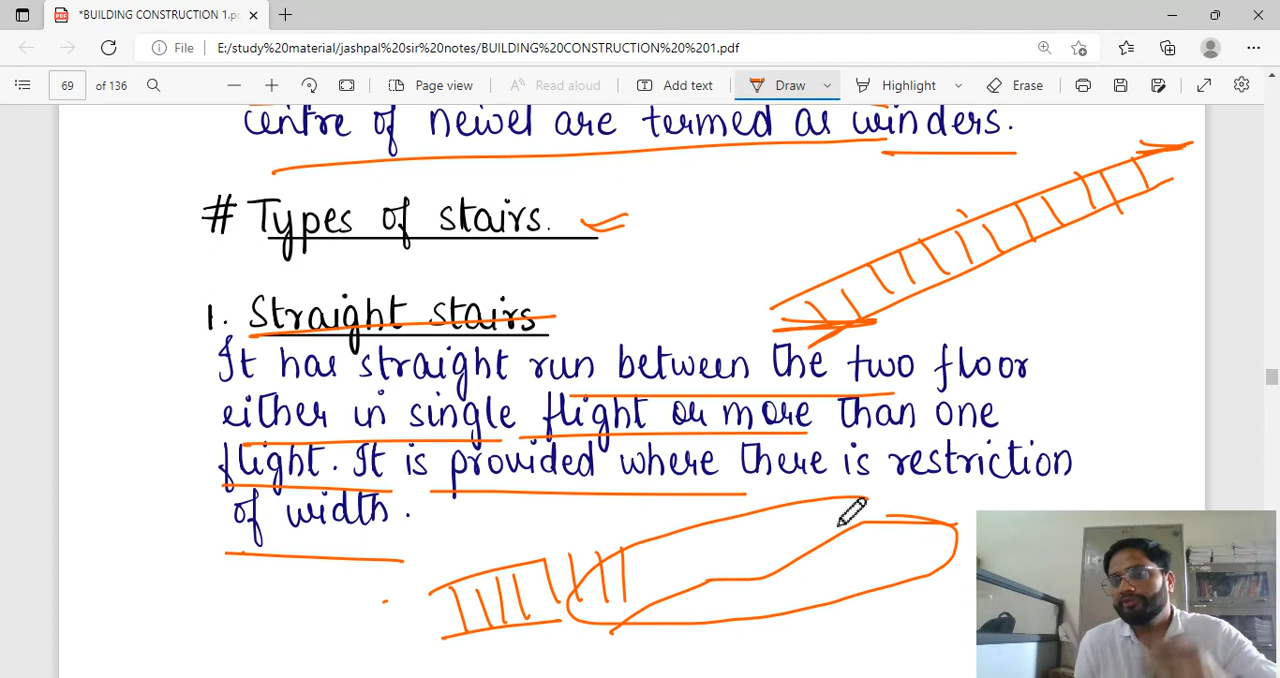 *BUILDING CONSTRUCTION 1.p
File E:/study%20material/jashpal%20sir%20notes/BUILDING%20CONSTRUCTION%20%201.pdf
69 of 136 Page view Read aloud Add text Draw Highlight Erase
centre of newel are termed as winders.
# Types of stairs.
1. Straight stairs
It has straight run between the two floor
either in single flight or more than one
flight. It is provided where there is restriction
of width.